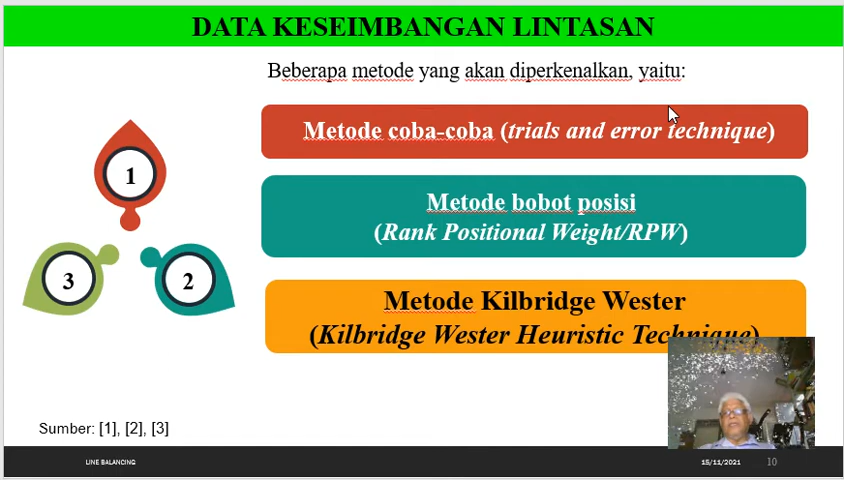 DATA KESEIMBANGAN LINTASAN
Beberapa metode yang akan diperkenalkan, yaitu:
1
Metode coba-coba (trials and error technique)
2
Metode bobot posisi
(Rank Positional Weight/RPW)
3
Metode Kilbridge Wester
(Kilbridge Wester Heuristic Technique)
Sumber: [1], [2], [3]
LINE BALANCING
15/11/2021
10